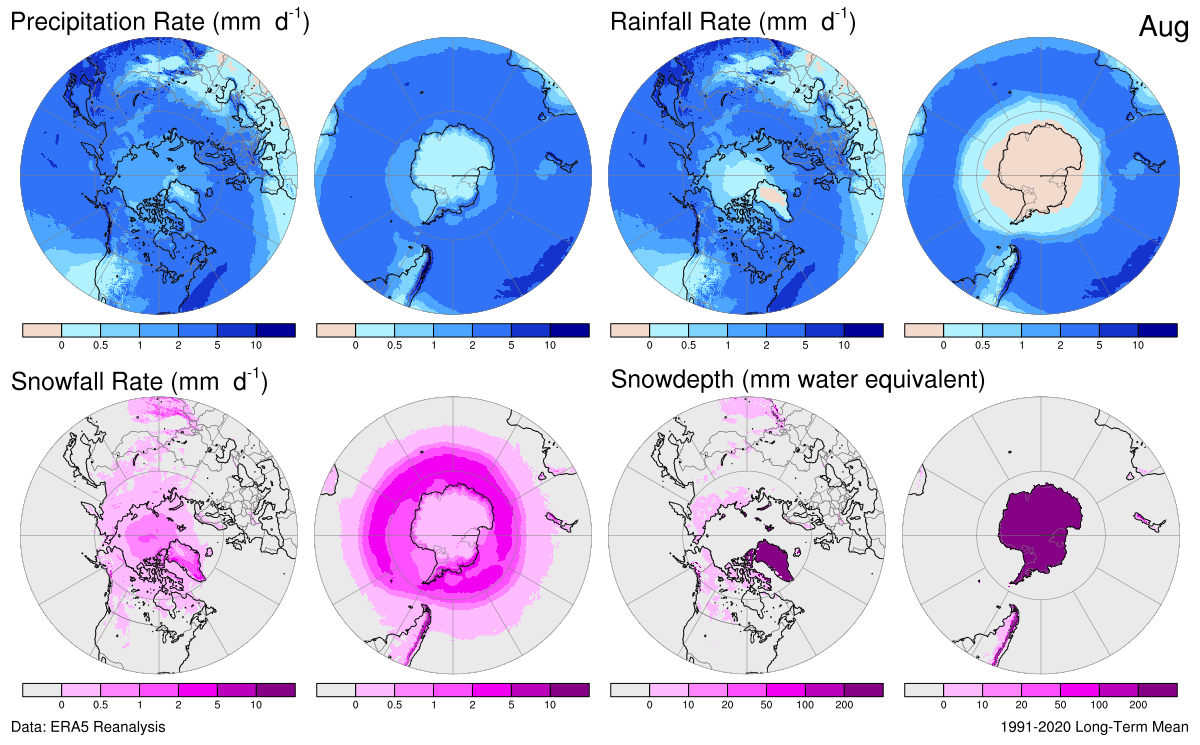 Precipitation Rate (mm d⁻¹)
Rainfall Rate (mm d⁻¹)
Aug
0 0.5 1 2 5 10
0 0.5 1 2 5 10
0 0.5 1 2 5 10
0 0.5 1 2 5 10
Snowfall Rate (mm d⁻¹)
Snowdepth (mm water equivalent)
0 0.5 1 2 5 10
0 0.5 1 2 5 10
0 10 20 50 100 200
0 10 20 50 100 200
Data: ERA5 Reanalysis
1991-2020 Long-Term Mean